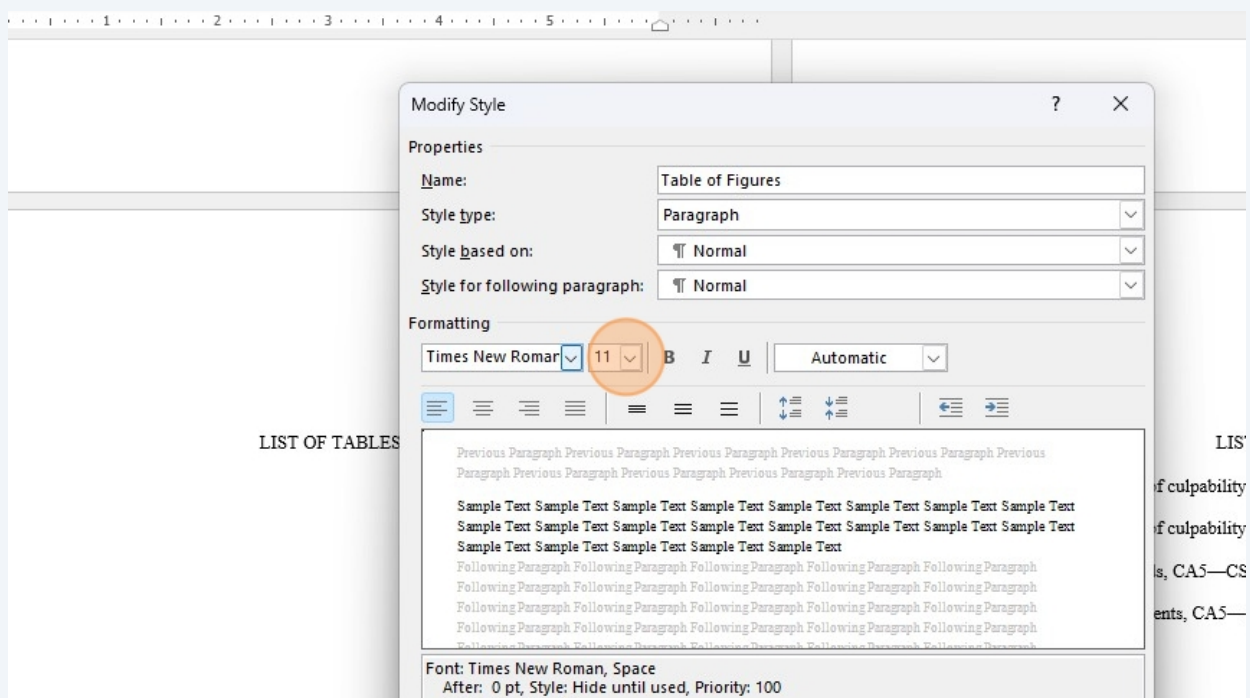 1 2 3 4 5
Modify Style ? ×
Properties
Name: Table of Figures
Style type: Paragraph
Style based on: ¶ Normal
Style for following paragraph: ¶ Normal
Formatting
Times New Roman 11 B I U Automatic
LIST OF TABLES
Previous Paragraph Previous Paragraph Previous Paragraph Previous Paragraph Previous Paragraph Previous
Paragraph Previous Paragraph Previous Paragraph Previous Paragraph Previous Paragraph
Sample Text Sample Text Sample Text Sample Text Sample Text Sample Text Sample Text Sample Text
Sample Text Sample Text Sample Text Sample Text Sample Text Sample Text Sample Text Sample Text
Sample Text Sample Text Sample Text Sample Text Sample Text
Following Paragraph Following Paragraph Following Paragraph Following Paragraph Following Paragraph
Following Paragraph Following Paragraph Following Paragraph Following Paragraph Following Paragraph
Following Paragraph Following Paragraph Following Paragraph Following Paragraph Following Paragraph
Following Paragraph Following Paragraph Following Paragraph Following Paragraph Following Paragraph
Font: Times New Roman, Space
After: 0 pt, Style: Hide until used, Priority: 100
LIS
of culpability
of culpability
ls, CA5—CS
ents, CA5—